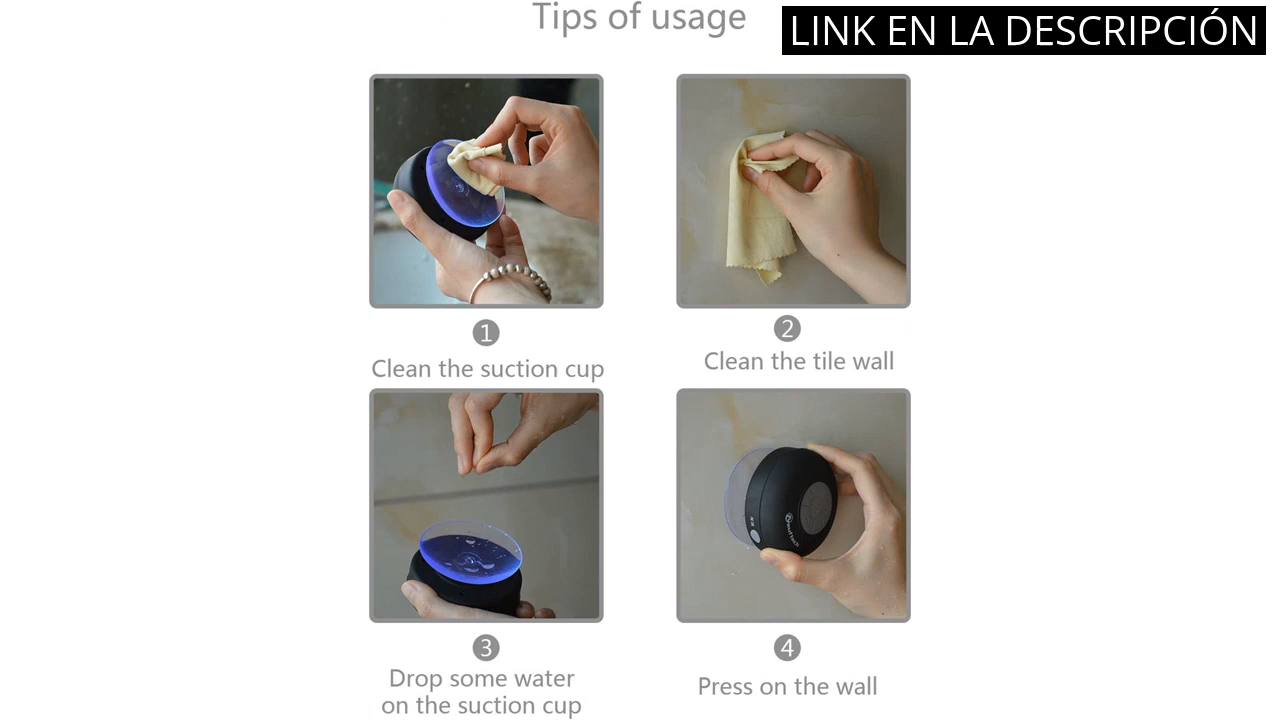 Tips of usage
LINK EN LA DESCRIPCIÓN
1
2
Clean the suction cup
Clean the tile wall
3
4
Drop some water
on the suction cup
Press on the wall